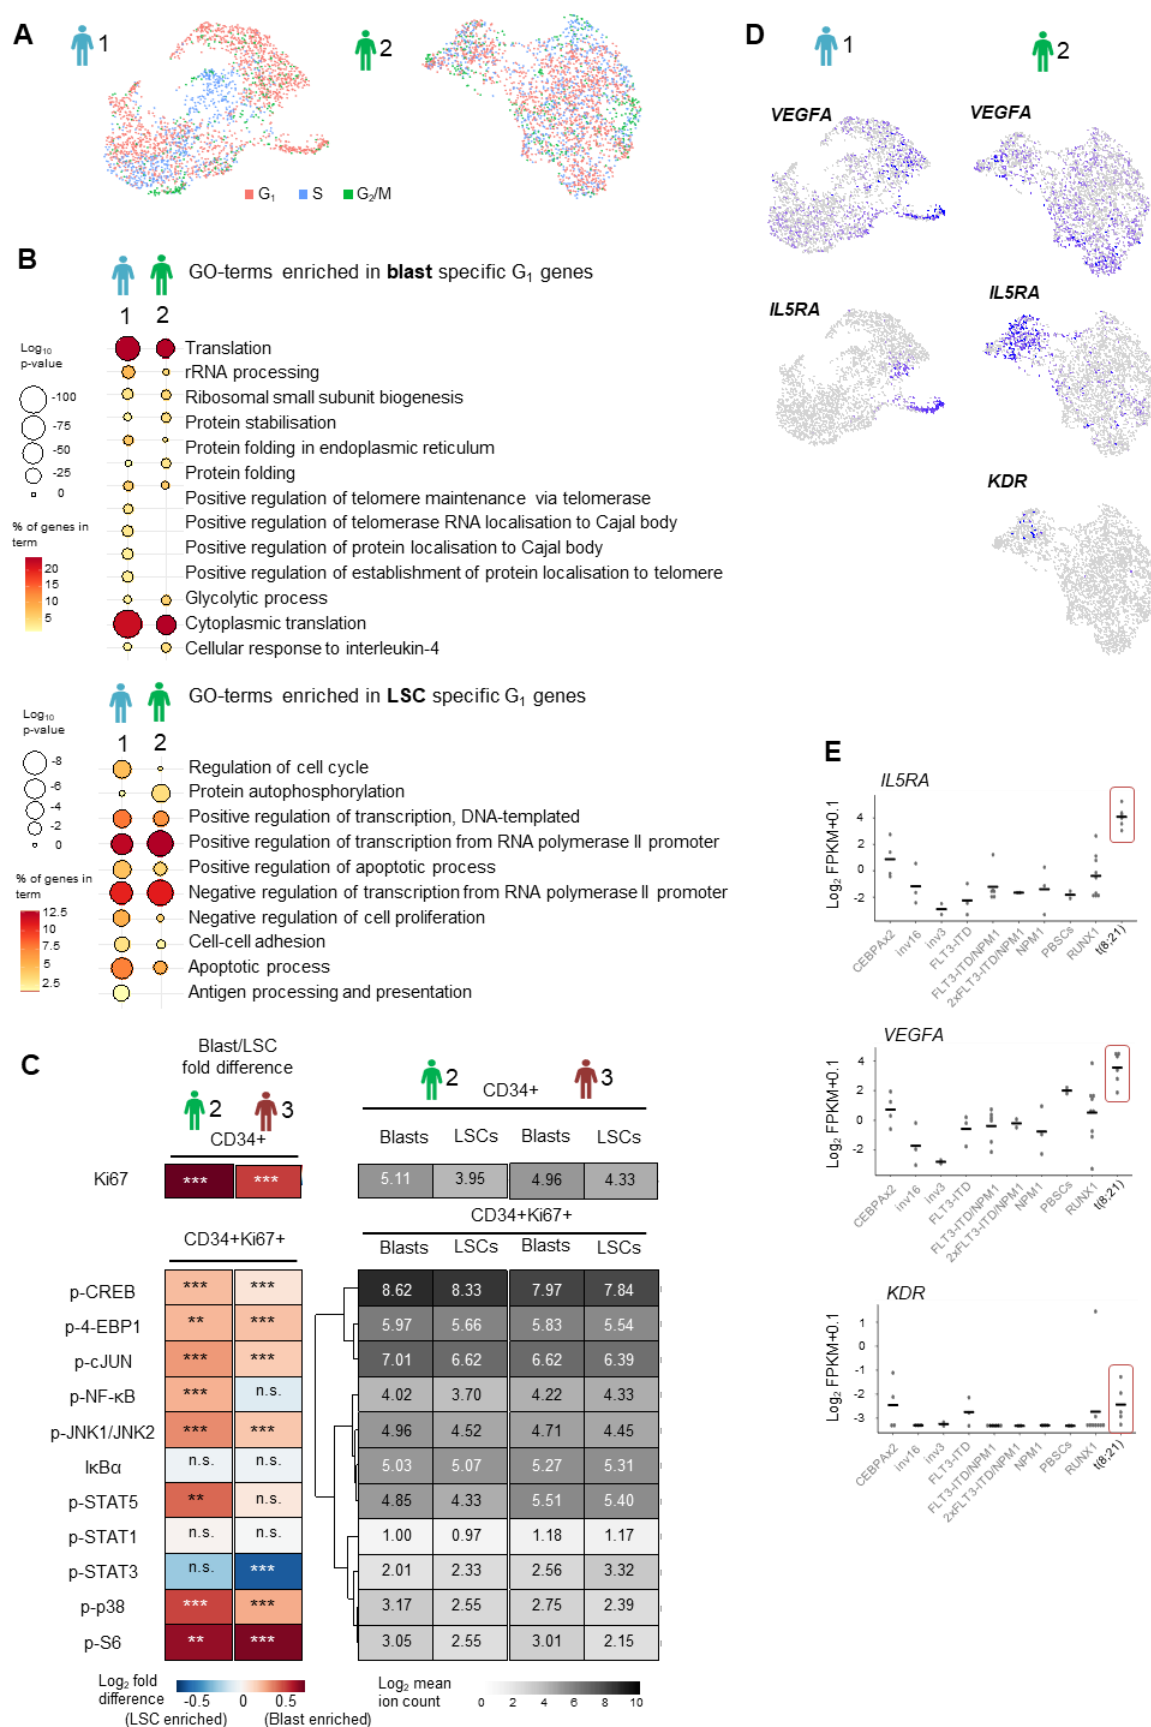 A
1
2
G₁ S G₂/M
B
GO-terms enriched in blast specific G₁ genes
1 2
Log₁₀
p-value
-100
-75
-50
-25
0
% of genes in
term
20
15
10
5
Translation
rRNA processing
Ribosomal small subunit biogenesis
Protein stabilisation
Protein folding in endoplasmic reticulum
Protein folding
Positive regulation of telomere maintenance via telomerase
Positive regulation of telomerase RNA localisation to Cajal body
Positive regulation of protein localisation to Cajal body
Positive regulation of establishment of protein localisation to telomere
Glycolytic process
Cytoplasmic translation
Cellular response to interleukin-4
GO-terms enriched in LSC specific G₁ genes
1 2
Log₁₀
p-value
-8
-6
-4
-2
0
% of genes in
term
12.5
10
7.5
5
2.5
Regulation of cell cycle
Protein autophosphorylation
Positive regulation of transcription, DNA-templated
Positive regulation of transcription from RNA polymerase II promoter
Positive regulation of apoptotic process
Negative regulation of transcription from RNA polymerase II promoter
Negative regulation of cell proliferation
Cell-cell adhesion
Apoptotic process
Antigen processing and presentation
C
Blast/LSC
fold difference
2 3
CD34+
2 3
CD34+
Blasts LSCs Blasts LSCs
Ki67 *** *** 5.11 3.95 4.96 4.33
CD34+Ki67+
CD34+Ki67+
Blasts LSCs Blasts LSCs
p-CREB *** *** 8.62 8.33 7.97 7.84
p-4-EBP1 ** *** 5.97 5.66 5.83 5.54
p-cJUN *** *** 7.01 6.62 6.62 6.39
p-NF-κB *** n.s. 4.02 3.70 4.22 4.33
p-JNK1/JNK2 *** *** 4.96 4.52 4.71 4.45
IκBα n.s. n.s. 5.03 5.07 5.27 5.31
p-STAT5 ** n.s. 4.85 4.33 5.51 5.40
p-STAT1 n.s. n.s. 1.00 0.97 1.18 1.17
p-STAT3 n.s. *** 2.01 2.33 2.56 3.32
p-p38 *** *** 3.17 2.55 2.75 2.39
p-S6 ** *** 3.05 2.55 3.01 2.15
Log₂ fold
difference
-0.5 0 0.5
(LSC enriched) (Blast enriched)
Log₂ mean
ion count
0 2 4 6 8 10
D
1
2
VEGFA
VEGFA
IL5RA
IL5RA
KDR
E
IL5RA
Log₂ FPKM+0.1
4
2
0
-2
CEBPAx2 inv16 inv3 FLT3-ITD FLT3-ITD/NPM1 2xFLT3-ITD/NPM1 NPM1 PBSCs RUNX1 t(8;21)
VEGFA
Log₂ FPKM+0.1
4
2
0
-2
CEBPAx2 inv16 inv3 FLT3-ITD FLT3-ITD/NPM1 2xFLT3-ITD/NPM1 NPM1 PBSCs RUNX1 t(8;21)
KDR
Log₂ FPKM+0.1
1
0
-1
-2
-3
CEBPAx2 inv16 inv3 FLT3-ITD FLT3-ITD/NPM1 2xFLT3-ITD/NPM1 NPM1 PBSCs RUNX1 t(8;21)